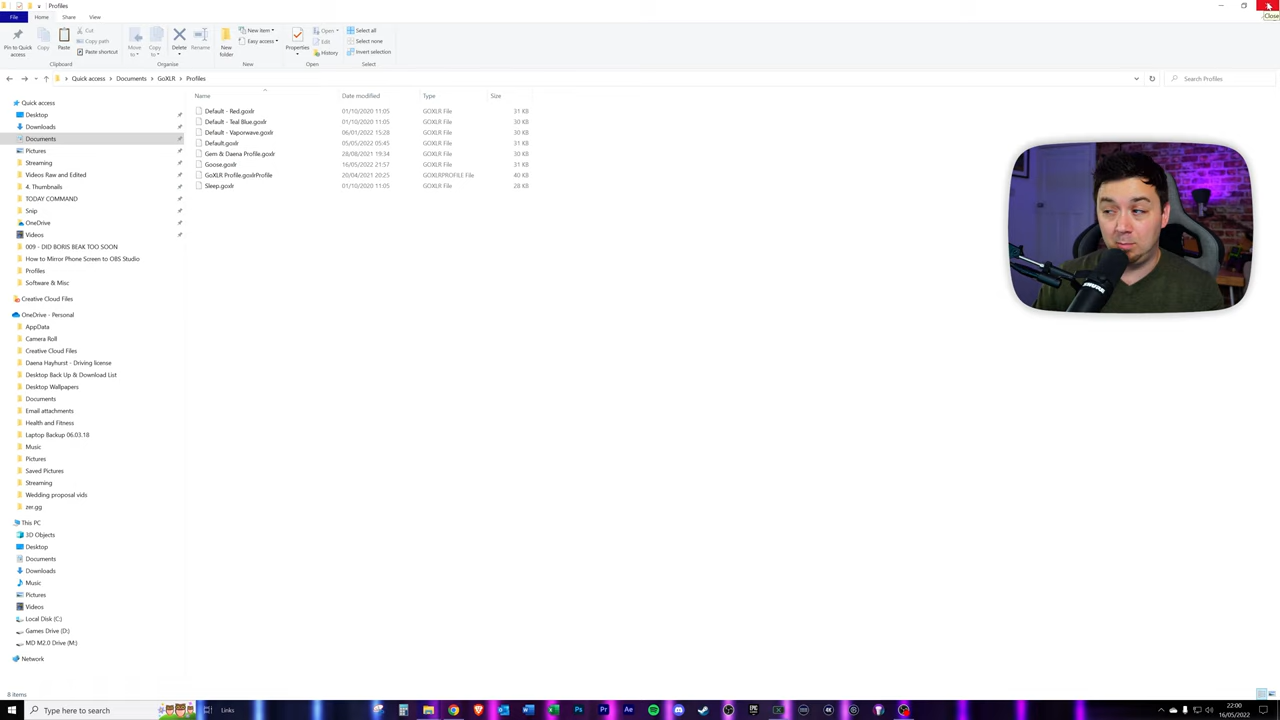 Profiles
Close
File Home Share View
Pin to Quick access
Copy
Paste
Cut
Copy path
Paste shortcut
Clipboard
Move to
Copy to
Delete
Rename
Organise
New folder
New item
Easy access
New
Properties
Open
Edit
History
Open
Select all
Select none
Invert selection
Select
Quick access Documents GoXLR Profiles
Search Profiles
Name Date modified Type Size
Default - Red.goxlr 01/10/2020 11:05 GOXLR File 31 KB
Default - Teal Blue.goxlr 01/10/2020 11:05 GOXLR File 30 KB
Default - Vaporwave.goxlr 06/01/2022 15:28 GOXLR File 30 KB
Default.goxlr 05/05/2022 05:45 GOXLR File 31 KB
Gem & Daena Profile.goxlr 28/08/2021 19:34 GOXLR File 30 KB
Goose.goxlr 16/05/2022 21:57 GOXLR File 31 KB
GoXLR Profile.goxlrProfile 20/04/2021 20:25 GOXLRPROFILE File 40 KB
Sleep.goxlr 01/10/2020 11:05 GOXLR File 28 KB
Quick access
Desktop
Downloads
Documents
Pictures
Streaming
Videos Raw and Edited
4. Thumbnails
TODAY COMMAND
Snip
OneDrive
Videos
009 - DID BORIS BEAK TOO SOON
How to Mirror Phone Screen to OBS Studio
Profiles
Software & Misc
Creative Cloud Files
OneDrive - Personal
AppData
Camera Roll
Creative Cloud Files
Daena Hayhurst - Driving license
Desktop Back Up & Download List
Desktop Wallpapers
Documents
Email attachments
Health and Fitness
Laptop Backup 06.03.18
Music
Pictures
Saved Pictures
Streaming
Wedding proposal vids
zer.gg
This PC
3D Objects
Desktop
Documents
Downloads
Music
Pictures
Videos
Local Disk (C:)
Games Drive (D:)
MD M2.0 Drive (M:)
Network
8 items
Type here to search
Links
22:00
16/05/2022